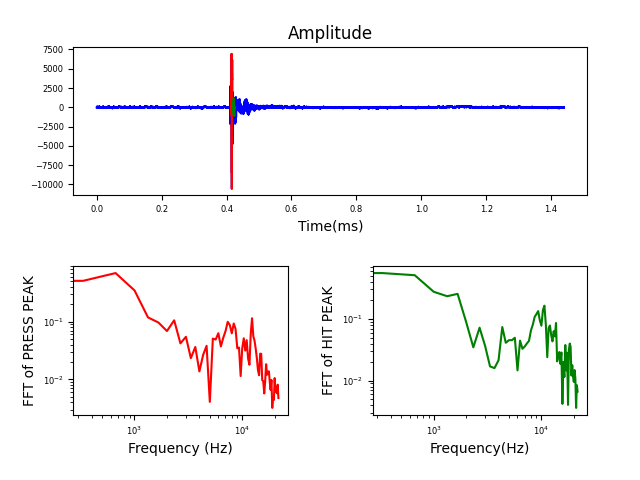 Amplitude
7500
5000
2500
0
−2500
−5000
−7500
−10000
0.0 0.2 0.4 0.6 0.8 1.0 1.2 1.4
Time(ms)
FFT of PRESS PEAK
10⁻¹
10⁻²
10³ 10⁴
Frequency (Hz)
FFT of HIT PEAK
10⁻¹
10⁻²
10³ 10⁴
Frequency(Hz)